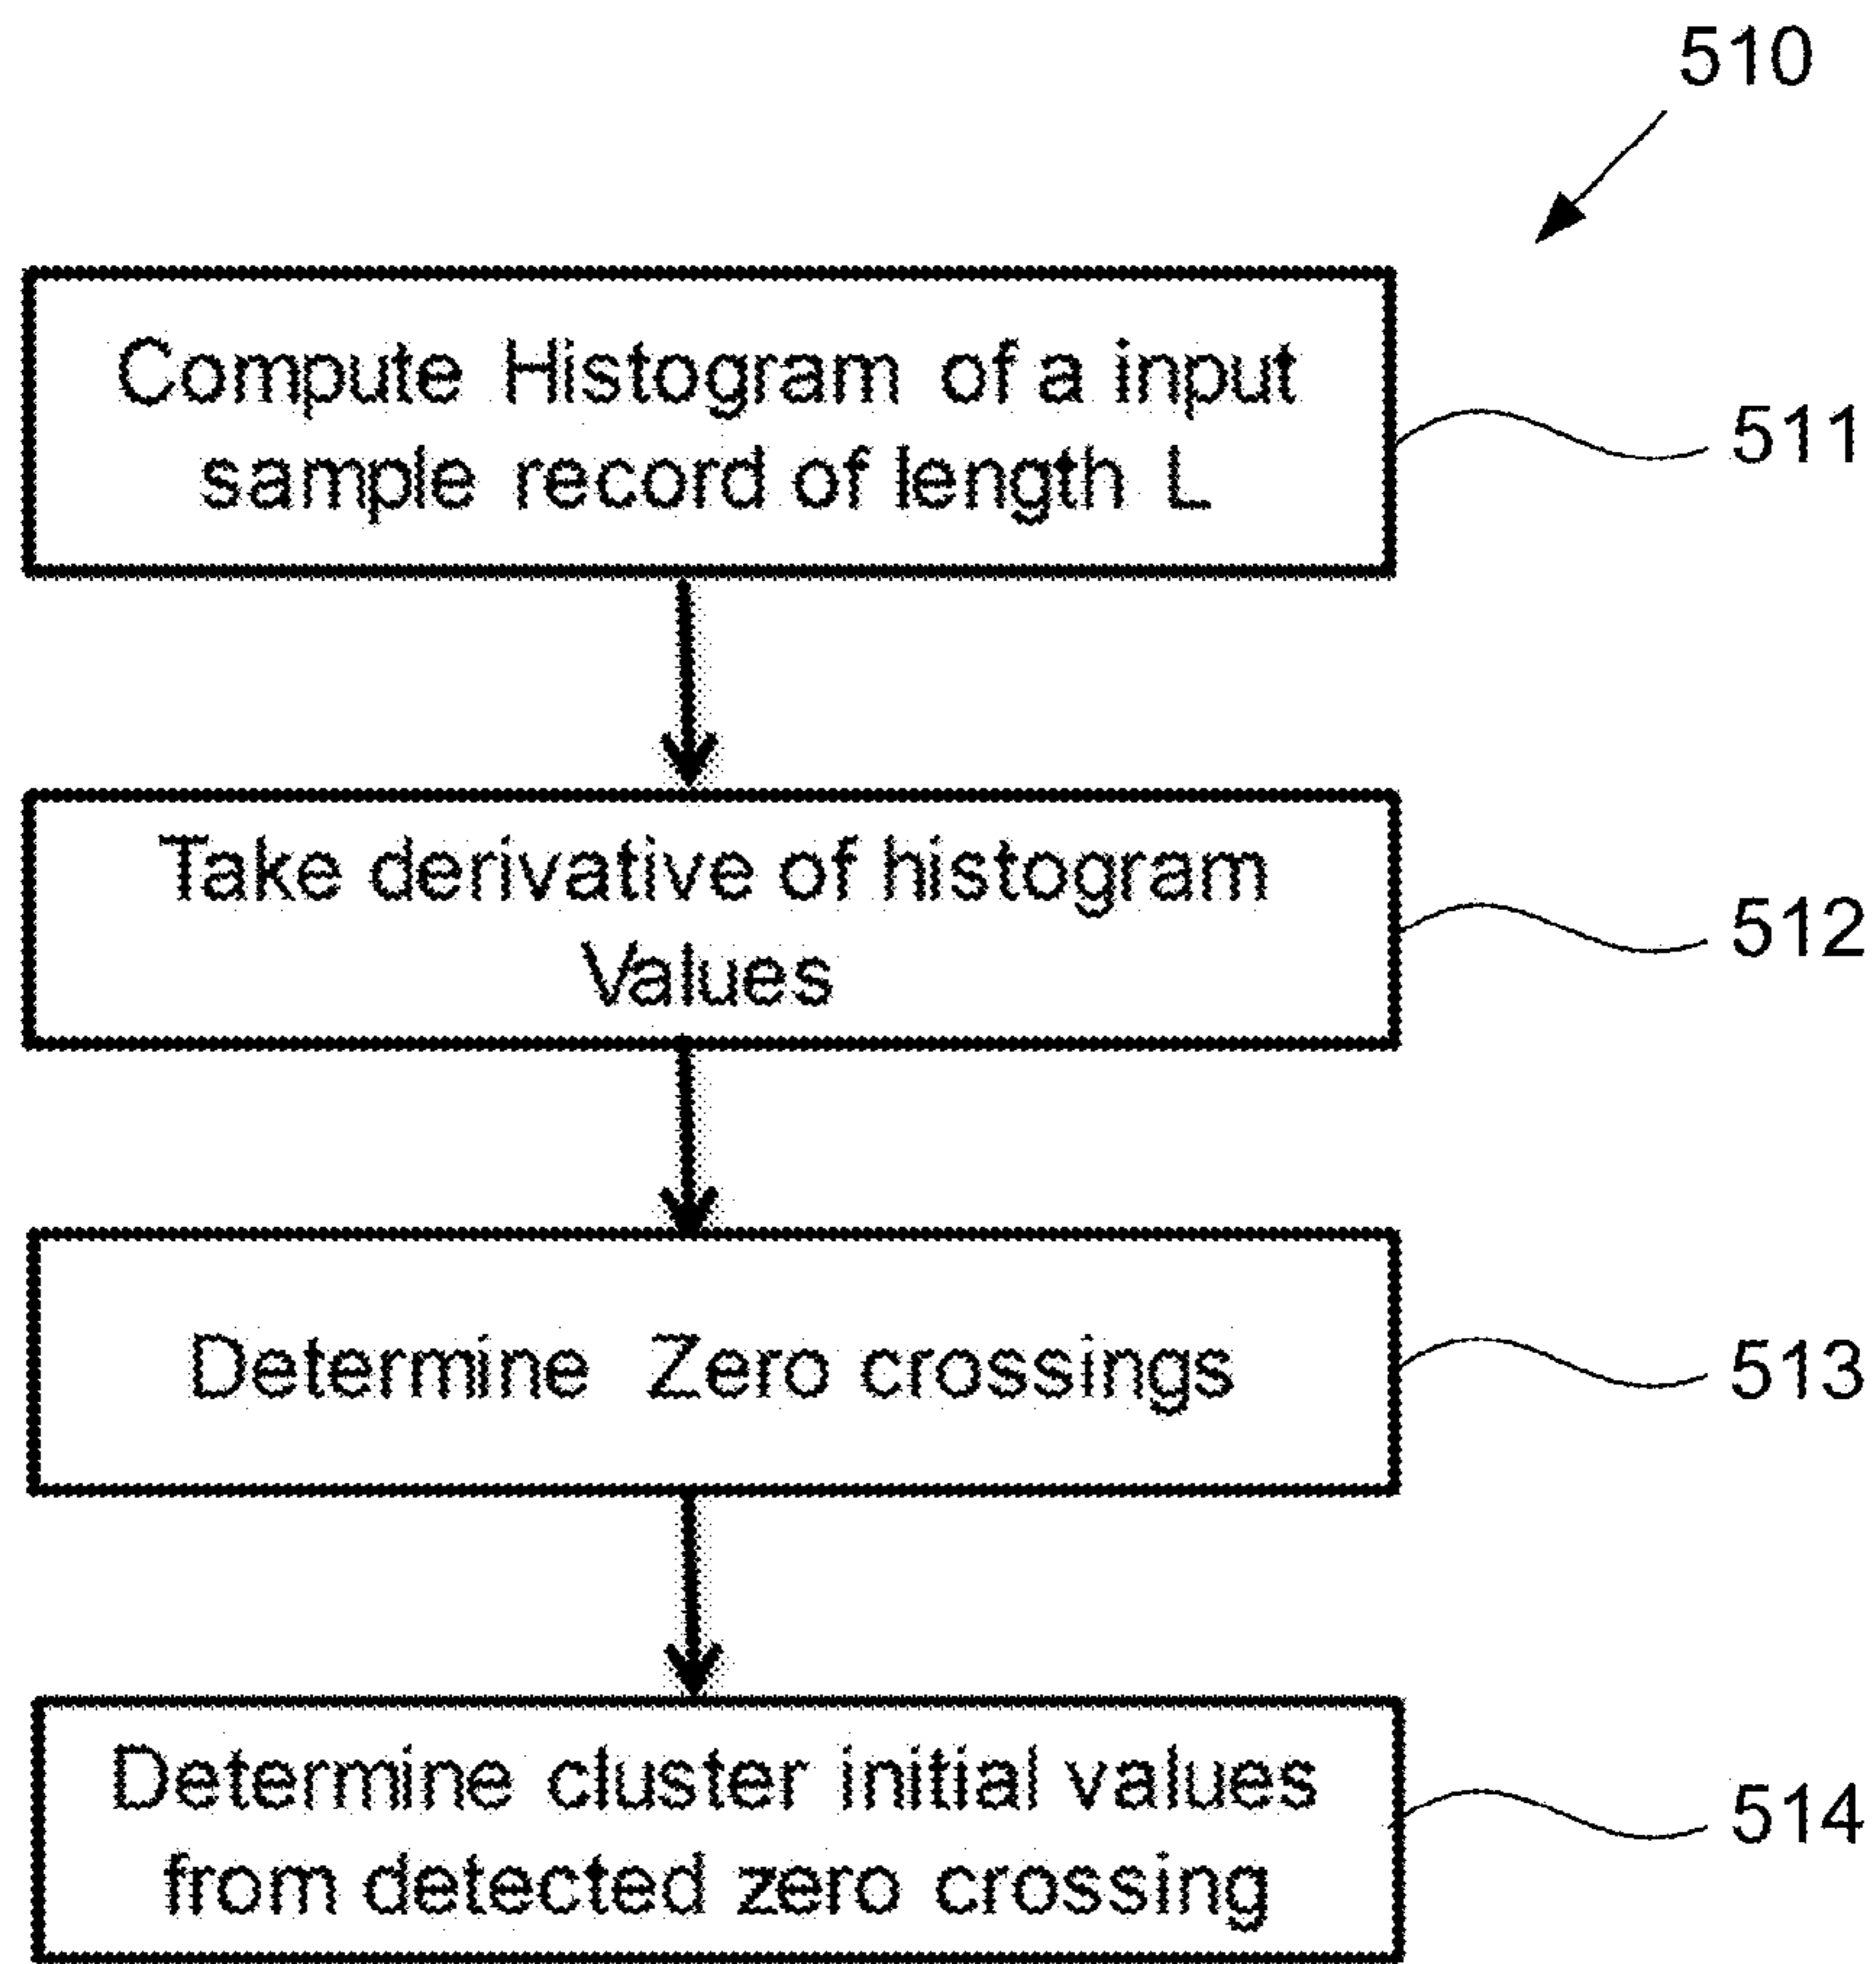 510
Compute Histogram of a input
sample record of length L
511
Take derivative of histogram
Values
512
Determine Zero crossings
513
Determine cluster initial values
from detected zero crossing
514